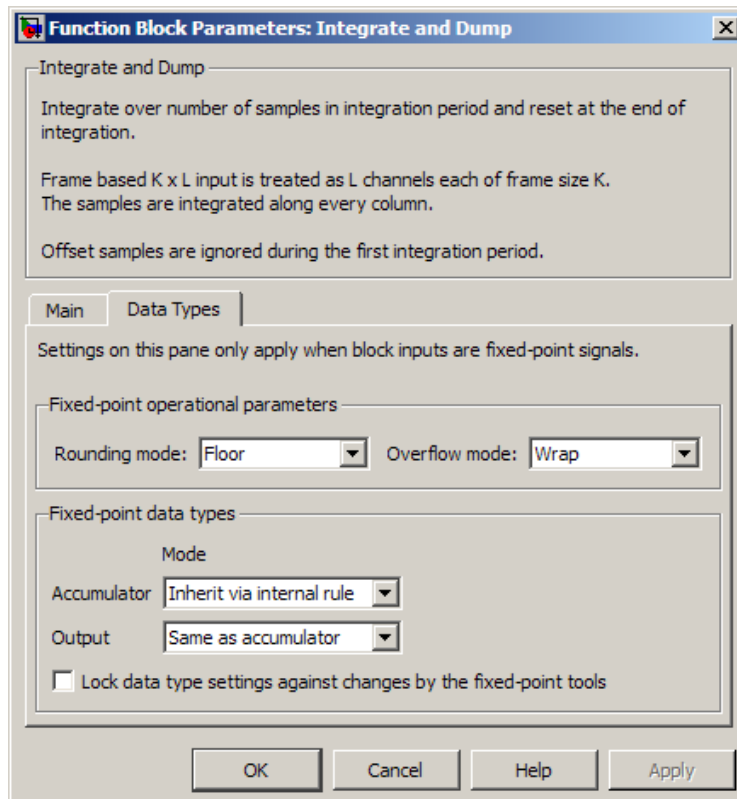 Function Block Parameters: Integrate and Dump
Integrate and Dump
Integrate over number of samples in integration period and reset at the end of
integration.
Frame based K x L input is treated as L channels each of frame size K.
The samples are integrated along every column.
Offset samples are ignored during the first integration period.
Main Data Types
Settings on this pane only apply when block inputs are fixed-point signals.
Fixed-point operational parameters
Rounding mode: Floor Overflow mode: Wrap
Fixed-point data types
Mode
Accumulator Inherit via internal rule
Output Same as accumulator
Lock data type settings against changes by the fixed-point tools
OK Cancel Help Apply